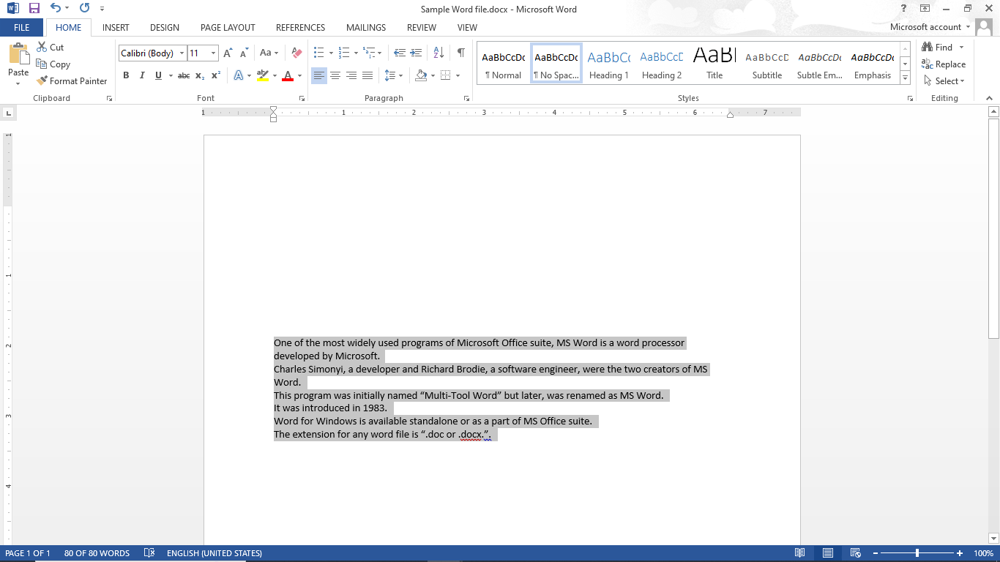 Sample Word file.docx - Microsoft Word
FILE HOME INSERT DESIGN PAGE LAYOUT REFERENCES MAILINGS REVIEW VIEW Microsoft account
Paste
Cut
Copy
Format Painter
Clipboard
Calibri (Body) 11
Font
Paragraph
AaBbCcDc AaBbCcDc AaBbCc AaBbCcD AaBl AaBbCcD AaBbCcDc AaBbCcDc
¶ Normal ¶ No Spac... Heading 1 Heading 2 Title Subtitle Subtle Em... Emphasis
Styles
Find
Replace
Select
Editing
1 1 2 3 4 5 6 7
1
1
2
3
4
One of the most widely used programs of Microsoft Office suite, MS Word is a word processor
developed by Microsoft.
Charles Simonyi, a developer and Richard Brodie, a software engineer, were the two creators of MS
Word.
This program was initially named “Multi-Tool Word” but later, was renamed as MS Word.
It was introduced in 1983.
Word for Windows is available standalone or as a part of MS Office suite.
The extension for any word file is “.doc or .docx.”.
PAGE 1 OF 1 80 OF 80 WORDS ENGLISH (UNITED STATES) 100%